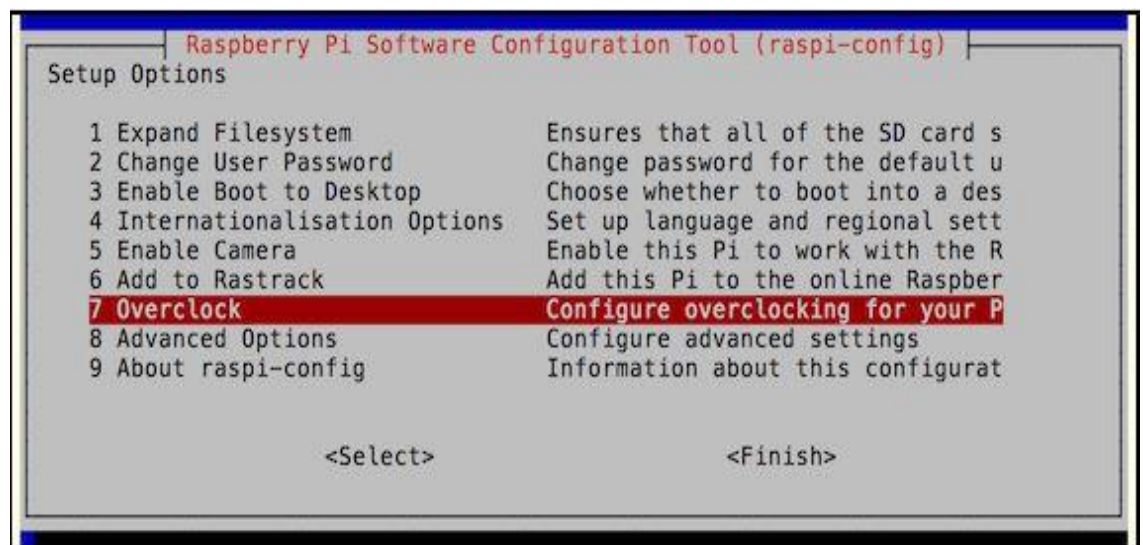 Raspberry Pi Software Configuration Tool (raspi-config)
Setup Options
1 Expand Filesystem Ensures that all of the SD card s
2 Change User Password Change password for the default u
3 Enable Boot to Desktop Choose whether to boot into a des
4 Internationalisation Options Set up language and regional sett
5 Enable Camera Enable this Pi to work with the R
6 Add to Rastrack Add this Pi to the online Raspber
7 Overclock Configure overclocking for your P
8 Advanced Options Configure advanced settings
9 About raspi-config Information about this configurat
<Select> <Finish>